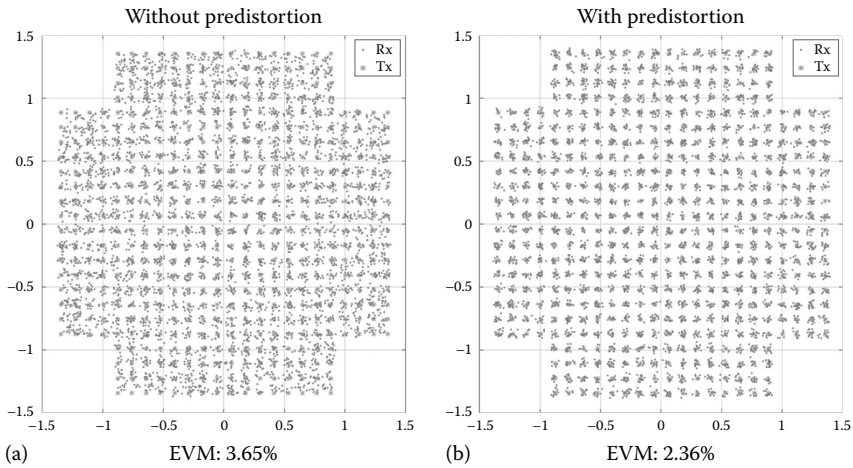 Without predistortion
1.5
1
0.5
0
−0.5
−1
−1.5
−1.5 −1 −0.5 0 0.5 1 1.5
Rx
Tx
(a) EVM: 3.65%
With predistortion
1.5
1
0.5
0
−0.5
−1
−1.5
−1.5 −1 −0.5 0 0.5 1 1.5
Rx
Tx
(b) EVM: 2.36%